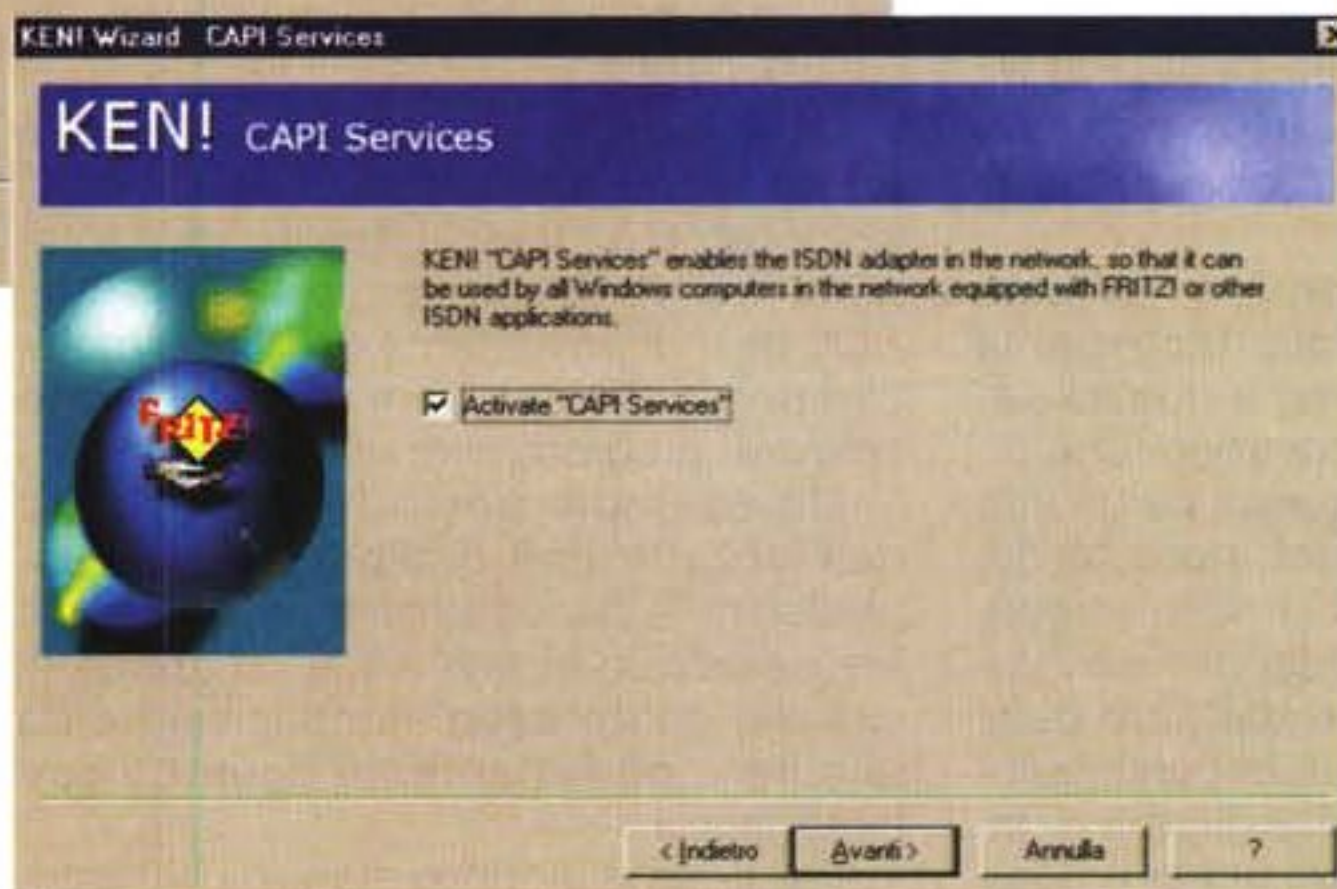 KEN! Wizard CAPI Services
KEN! CAPI Services
KEN! "CAPI Services" enables the ISDN adapter in the network, so that it can
be used by all Windows computers in the network equipped with FRITZ! or other
ISDN applications.
FRITZ!
Activate "CAPI Services"
< Indietro
Avanti >
Annulla
?